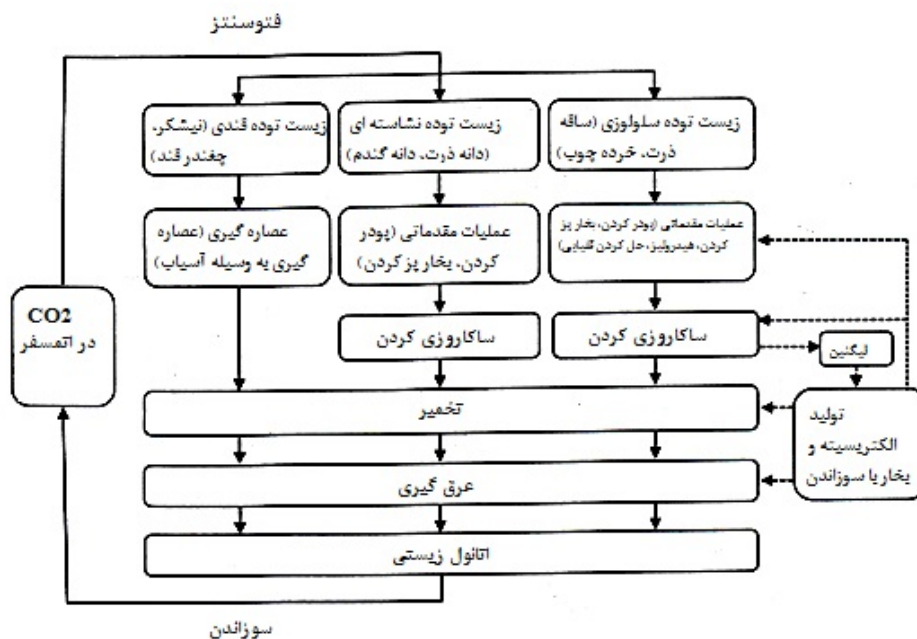 فتوسنتز
زیست توده قندی (نیشکر،
چغندر قند)
زیست توده نشاسته ای
(دانه ذرت، دانه گندم)
زیست توده سلولوزی (ساقه
ذرت، خرده چوب)
عصاره گیری (عصاره
گیری به وسیله آسیاب)
عملیات مقدماتی (پودر
کردن، بخار پز کردن)
عملیات مقدماتی (پودر کردن، بخار پز
کردن، هیدرولیز، حل کردن قلیایی)
CO2
در اتمسفر
ساکاروزی کردن
ساکاروزی کردن
لیگنین
تخمیر
تولید
الکتریسیته و
بخار با سوزاندن
عرق گیری
اتانول زیستی
سوزاندن